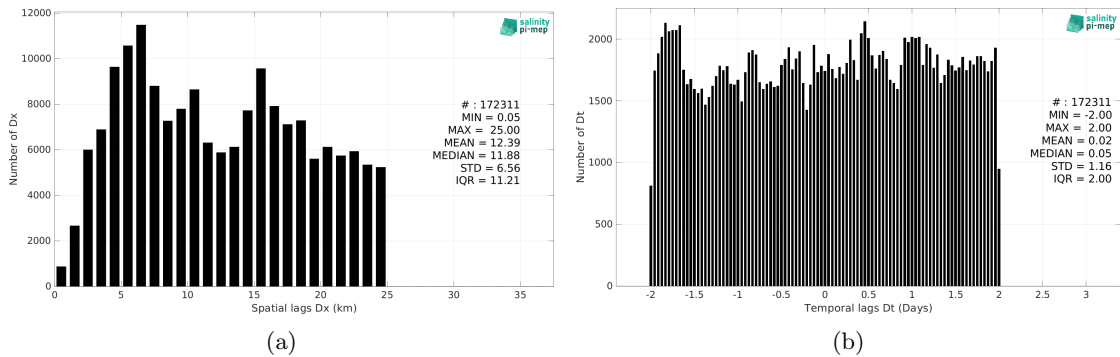 12000
10000
8000
6000
4000
2000
0
0 5 10 15 20 25 30 35
Number of Dx
Spatial lags Dx (km)
salinity
pi-mep
# : 172311
MIN = 0.05
MAX = 25.00
MEAN = 12.39
MEDIAN = 11.88
STD = 6.56
IQR = 11.21
(a)
2000
1500
1000
500
0
-2 -1.5 -1 -0.5 0 0.5 1 1.5 2 2.5 3
Number of Dt
Temporal lags Dt (Days)
salinity
pi-mep
# : 172311
MIN = -2.00
MAX = 2.00
MEAN = 0.02
MEDIAN = 0.05
STD = 1.16
IQR = 2.00
(b)